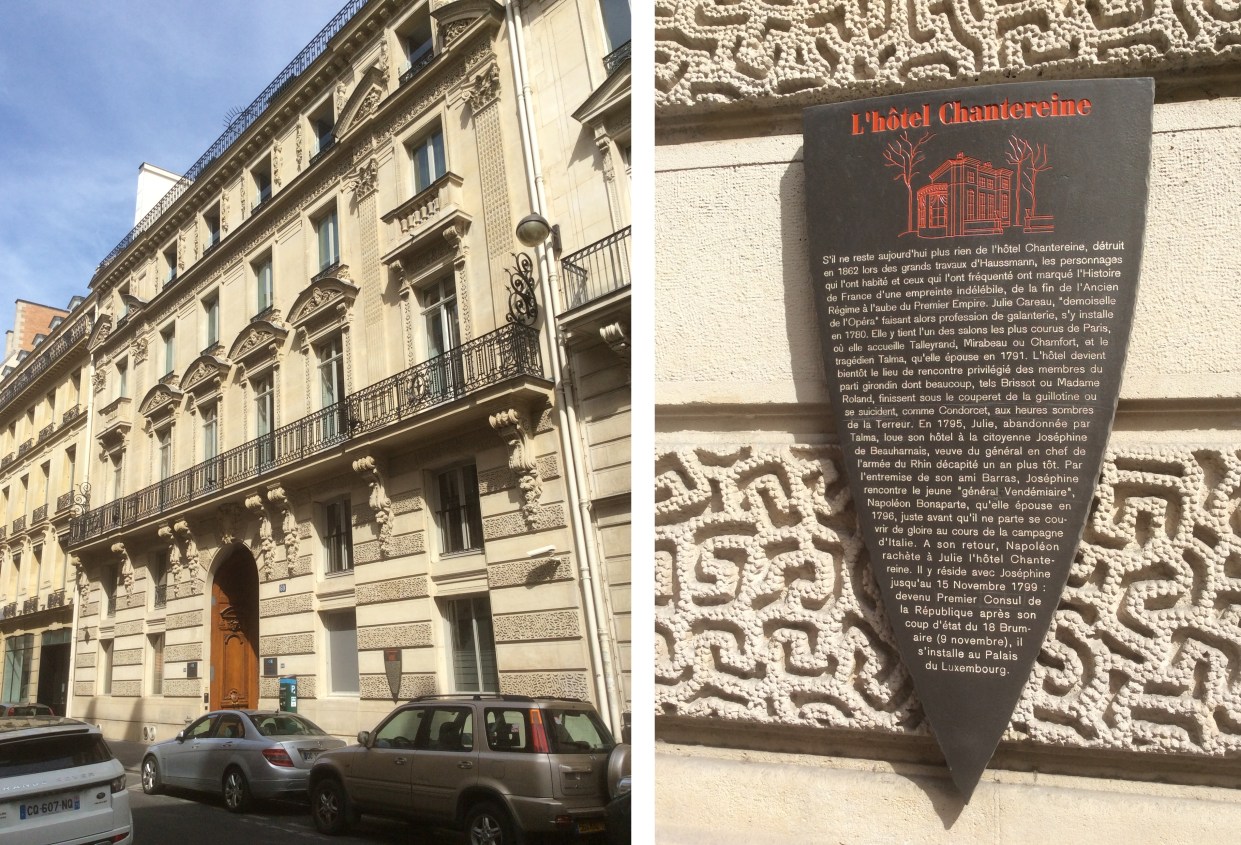 CQ-607-NQ
L'hôtel Chantereine
S'il ne reste aujourd'hui plus rien de l'hôtel Chantereine, détruit
en 1862 lors des grands travaux d'Haussmann, les personnages
qui l'ont habité et ceux qui l'ont fréquenté ont marqué l'Histoire
de France d'une empreinte indélébile, de la fin de l'Ancien
Régime à l'aube du Premier Empire. Julie Careau, "demoiselle
de l'Opéra" faisant alors profession de galanterie, s'y installe
en 1780. Elle y tient l'un des salons les plus courus de Paris,
où elle accueille Talleyrand, Mirabeau ou Chamfort, et le
tragédien Talma, qu'elle épouse en 1791. L'hôtel devient
bientôt le lieu de rencontre privilégié des membres du
parti girondin dont beaucoup, tels Brissot ou Madame
Roland, finissent sous le couperet de la guillotine ou
se suicident, comme Condorcet, aux heures sombres
de la Terreur. En 1795, Julie, abandonnée par
Talma, loue son hôtel à la citoyenne Joséphine
de Beauharnais, veuve du général en chef de
l'armée du Rhin décapité un an plus tôt. Par
l'entremise de son ami Barras, Joséphine
rencontre le jeune "général Vendémiaire",
Napoléon Bonaparte, qu'elle épouse en
1796, juste avant qu'il ne parte se cou-
vrir de gloire au cours de la campagne
d'Italie. A son retour, Napoléon
rachète à Julie l'hôtel Chante-
reine. Il y réside avec Joséphine
jusqu'au 15 Novembre 1799 :
devenu Premier Consul de
la République après son
coup d'état du 18 Brum-
aire (9 novembre), il
s'installe au Palais
du Luxembourg.